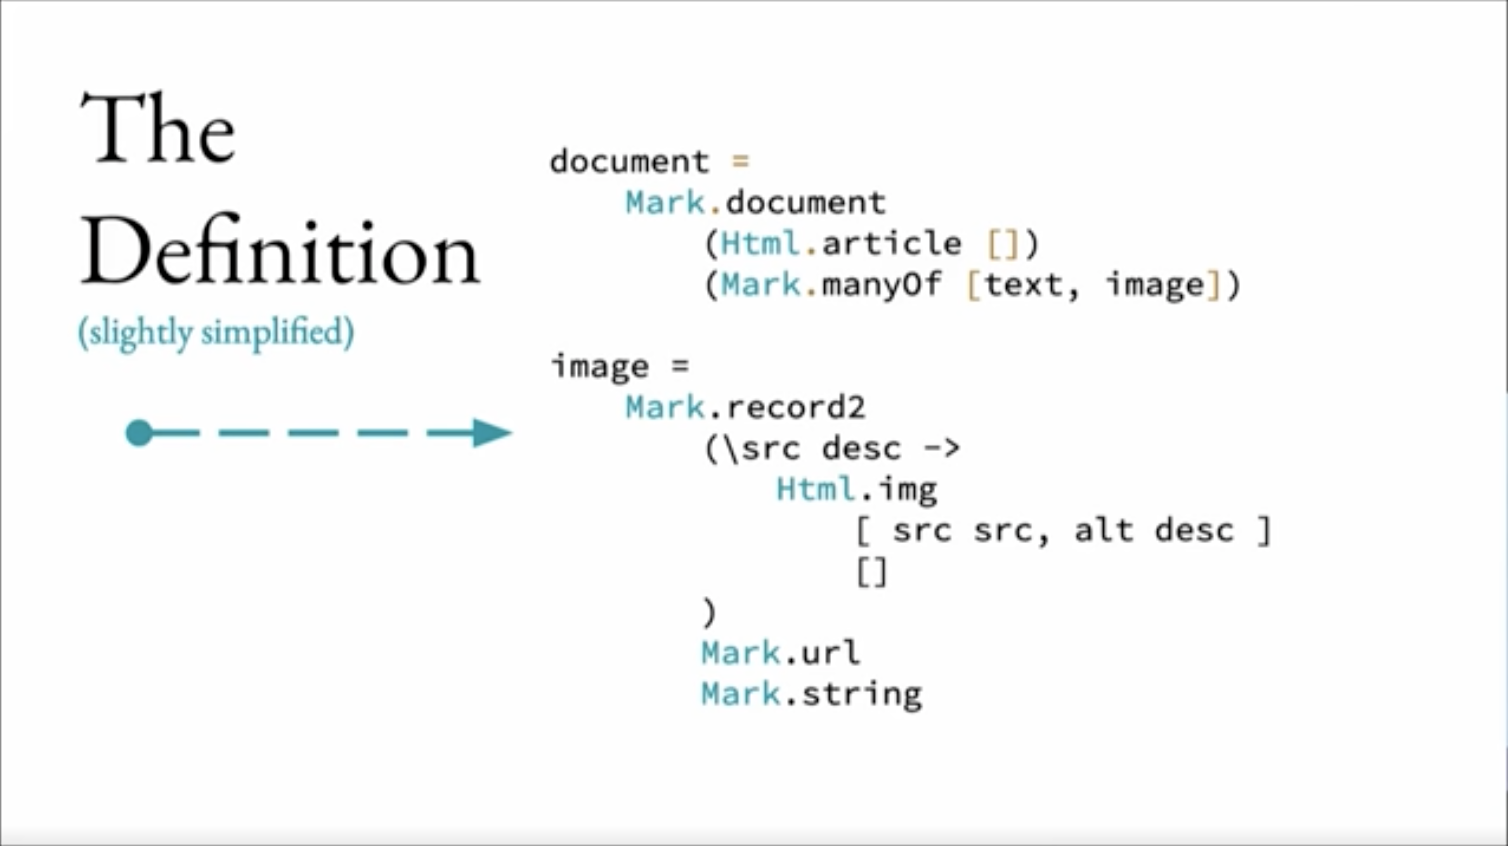 The
Definition
(slightly simplified)
document =
    Mark.document
        (Html.article [])
        (Mark.manyOf [text, image])
image =
    Mark.record2
        (\src desc ->
            Html.img
                [ src src, alt desc ]
                []
        )
        Mark.url
        Mark.string